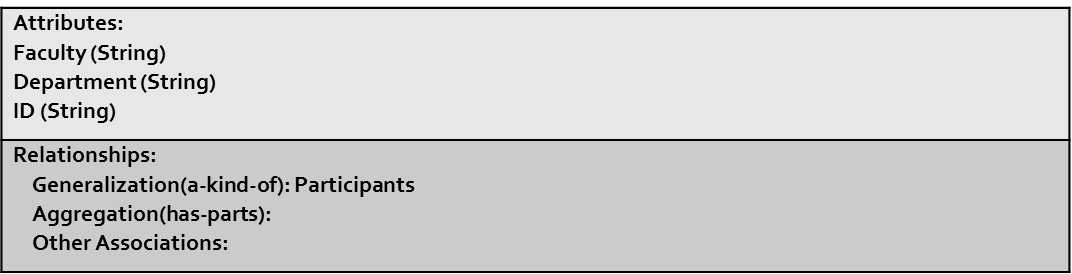 Attributes:
Faculty (String)
Department (String)
ID (String)
Relationships:
Generalization(a-kind-of): Participants
Aggregation(has-parts):
Other Associations: